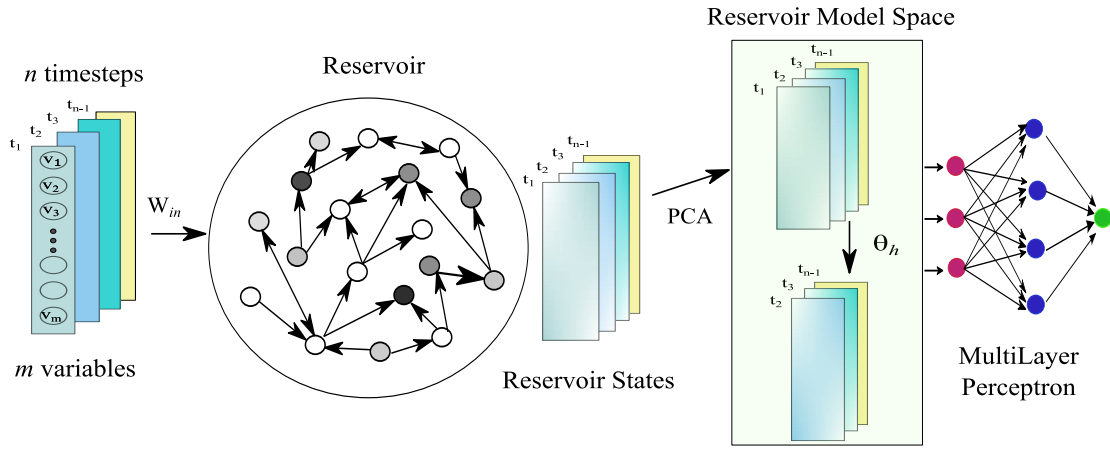 n timesteps
t1
t2
t3
tn-1
v1
v2
v3
vm
m variables
Win
Reservoir
t1
t2
t3
tn-1
Reservoir States
PCA
Reservoir Model Space
t1
t2
t3
tn-1
Θh
t2
t3
tn-1
MultiLayer
Perceptron